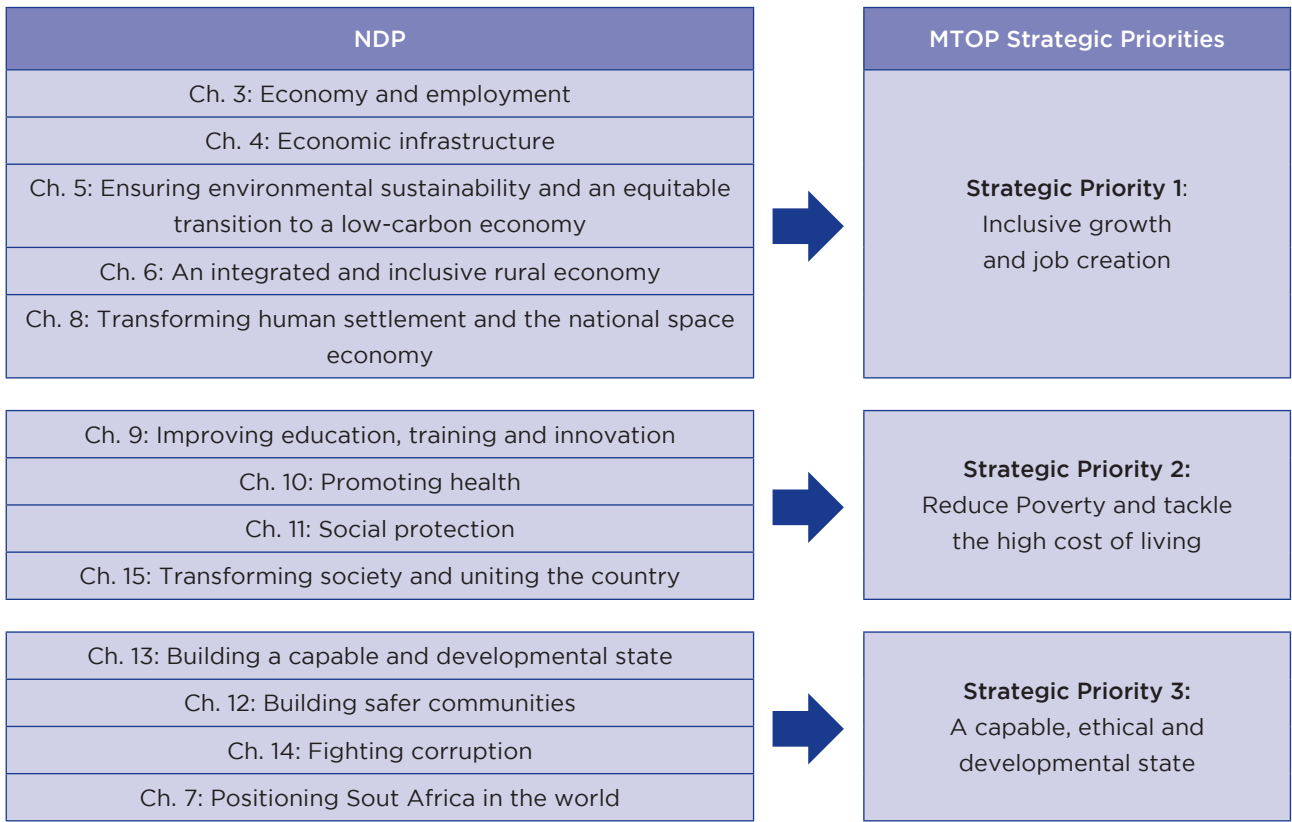 NDP
MTOP Strategic Priorities
Ch. 3: Economy and employment
Ch. 4: Economic infrastructure
Ch. 5: Ensuring environmental sustainability and an equitable
transition to a low-carbon economy
Ch. 6: An integrated and inclusive rural economy
Ch. 8: Transforming human settlement and the national space
economy
Strategic Priority 1:
Inclusive growth
and job creation
Ch. 9: Improving education, training and innovation
Ch. 10: Promoting health
Ch. 11: Social protection
Ch. 15: Transforming society and uniting the country
Strategic Priority 2:
Reduce Poverty and tackle
the high cost of living
Ch. 13: Building a capable and developmental state
Ch. 12: Building safer communities
Ch. 14: Fighting corruption
Ch. 7: Positioning Sout Africa in the world
Strategic Priority 3:
A capable, ethical and
developmental state